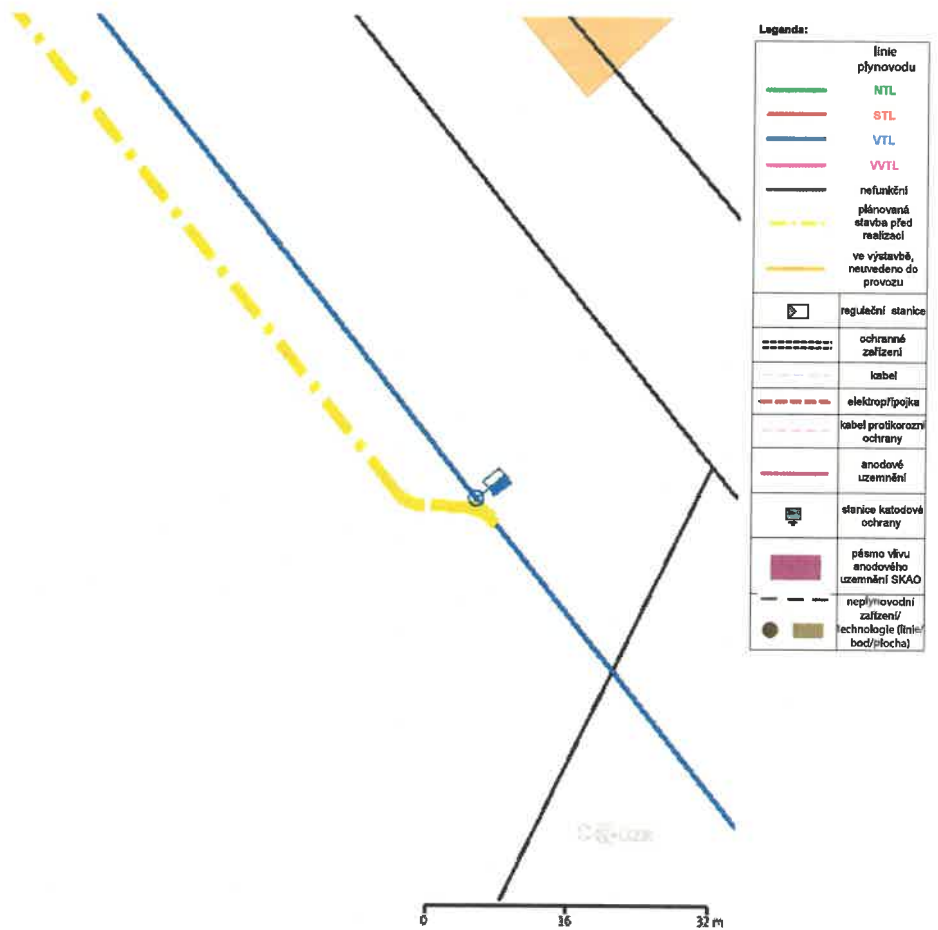 Legenda:
linie
plynovodu
NTL
STL
VTL
VVTL
nefunkční
plánovaná
stavba před
realizací
ve výstavbě,
neuvedeno do
provozu
regulační stanice
ochranné
zařízení
kabel
elektropřípojka
kabel protikorozní
ochrany
anodové
uzemnění
stanice katodové
ochrany
pásmo vlivu
anodového
uzemnění SKAO
neplynovodní
zařízení/
technologie (linie/
bod/plocha)
0 16 32 m